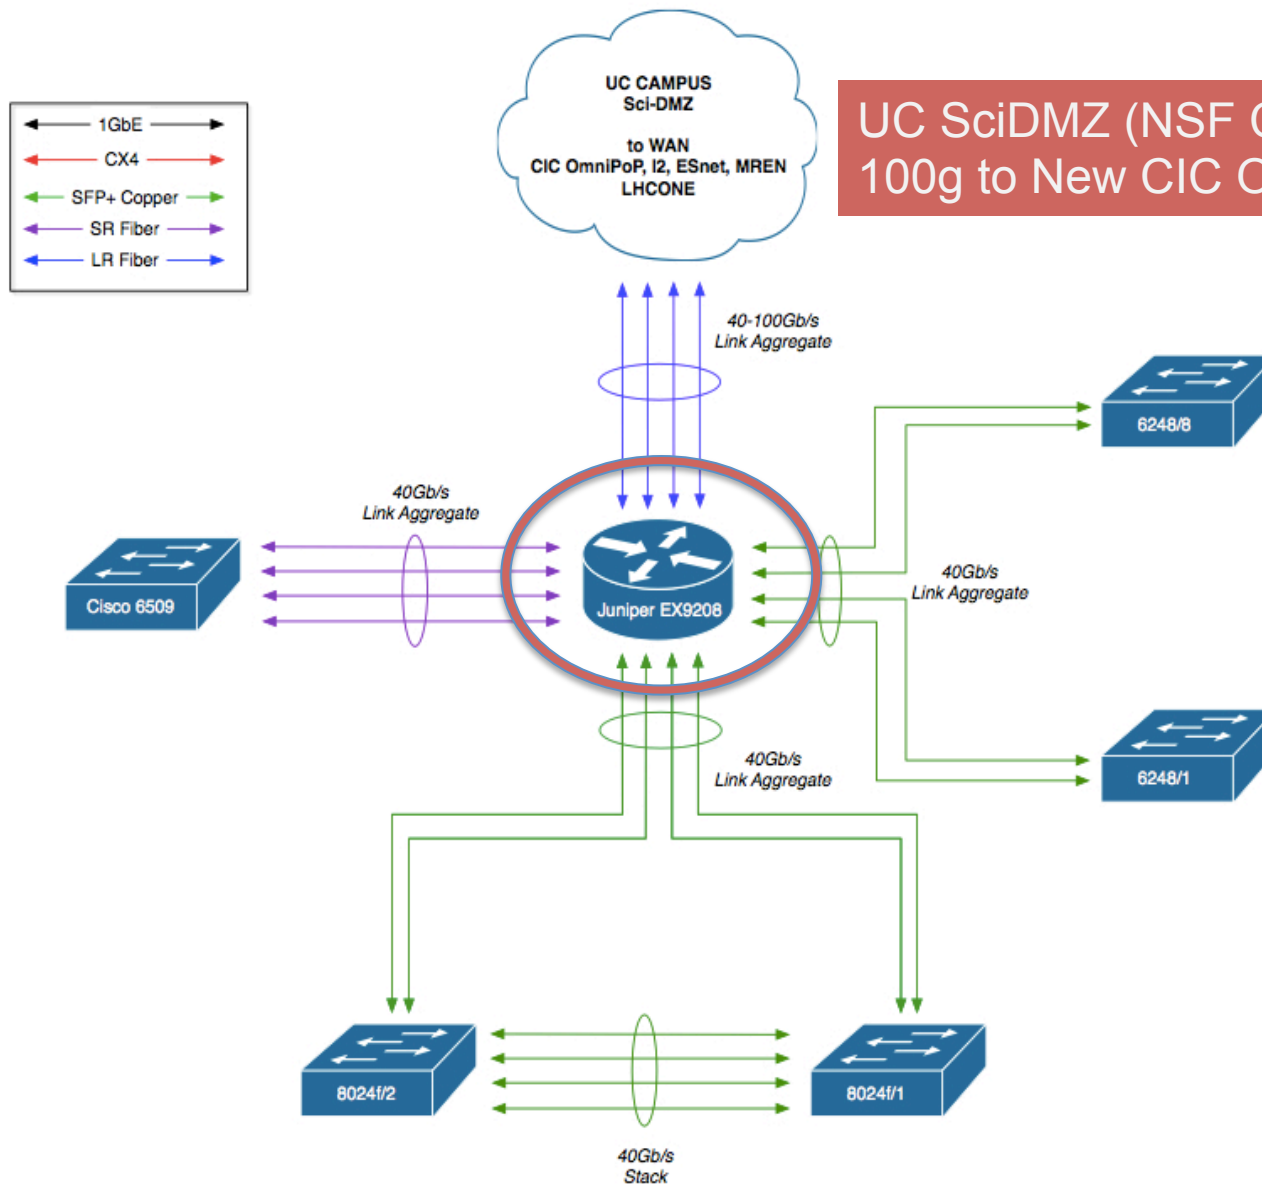 UC CAMPUS
Sci-DMZ
to WAN
CIC OmniPoP, I2, ESnet, MREN
LHCONE
UC SciDMZ (NSF
100g to New CIC
1GbE
CX4
SFP+ Copper
SR Fiber
LR Fiber
40-100Gb/s
Link Aggregate
6248/8
40Gb/s
Link Aggregate
Cisco 6509
Juniper EX9208
40Gb/s
Link Aggregate
6248/1
40Gb/s
Link Aggregate
8024f/2
8024f/1
40Gb/s
Stack